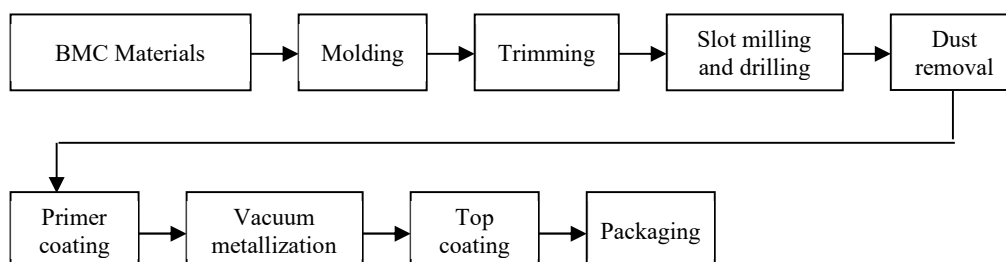 BMC Materials
Molding
Trimming
Slot milling
and drilling
Dust
removal
Primer
coating
Vacuum
metallization
Top
coating
Packaging